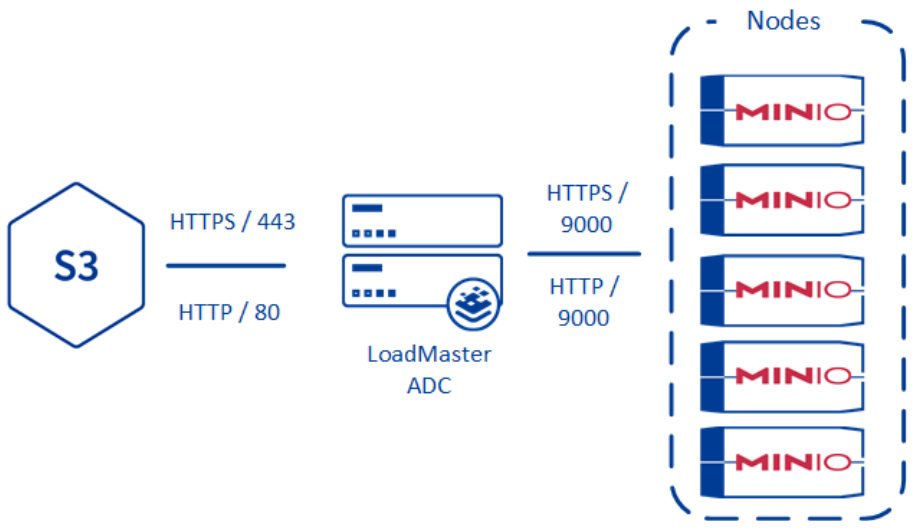 Nodes
MINIO
MINIO
MINIO
MINIO
MINIO
S3
HTTPS / 443
HTTP / 80
LoadMaster
ADC
HTTPS /
9000
HTTP /
9000